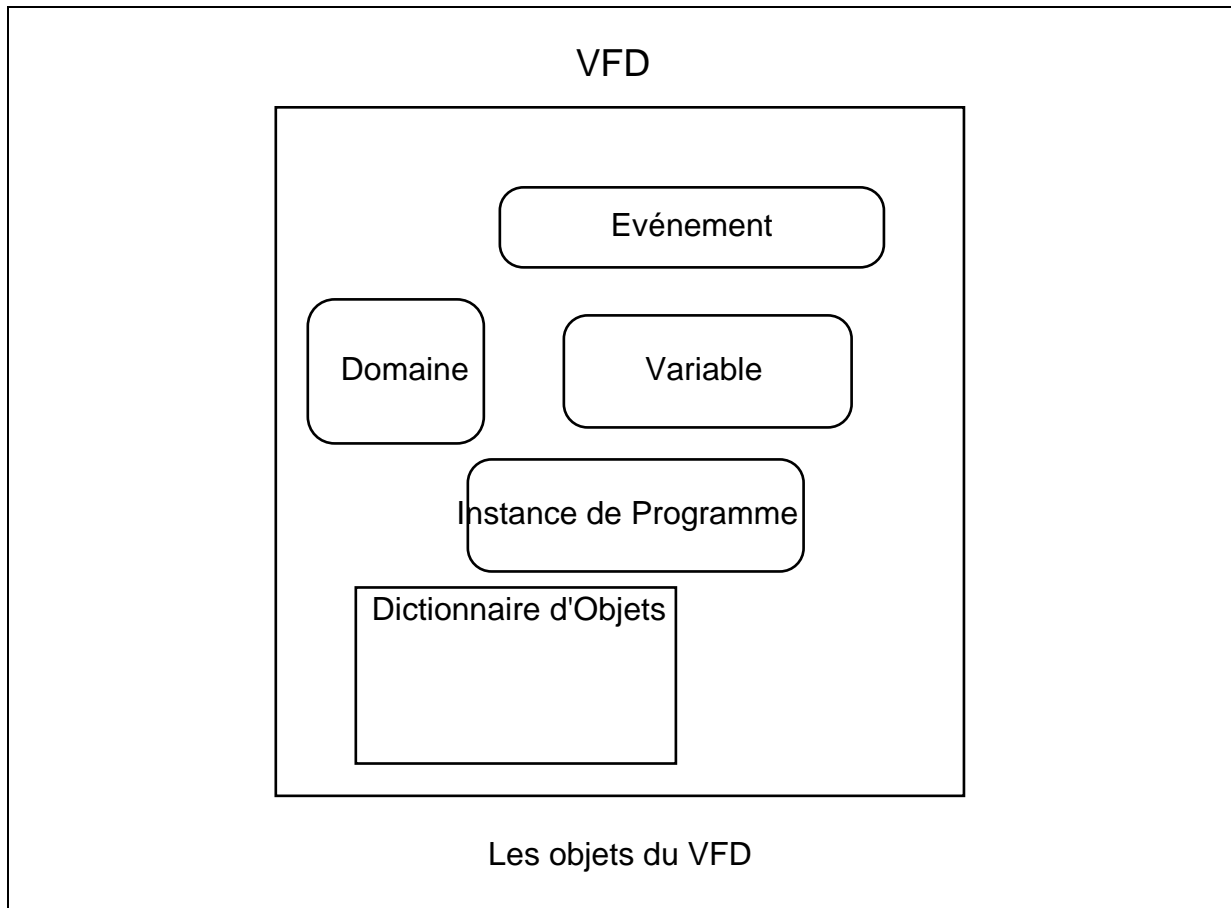 VFD
Evénement
Domaine
Variable
Instance de Programme
Dictionnaire d'Objets
Les objets du VFD